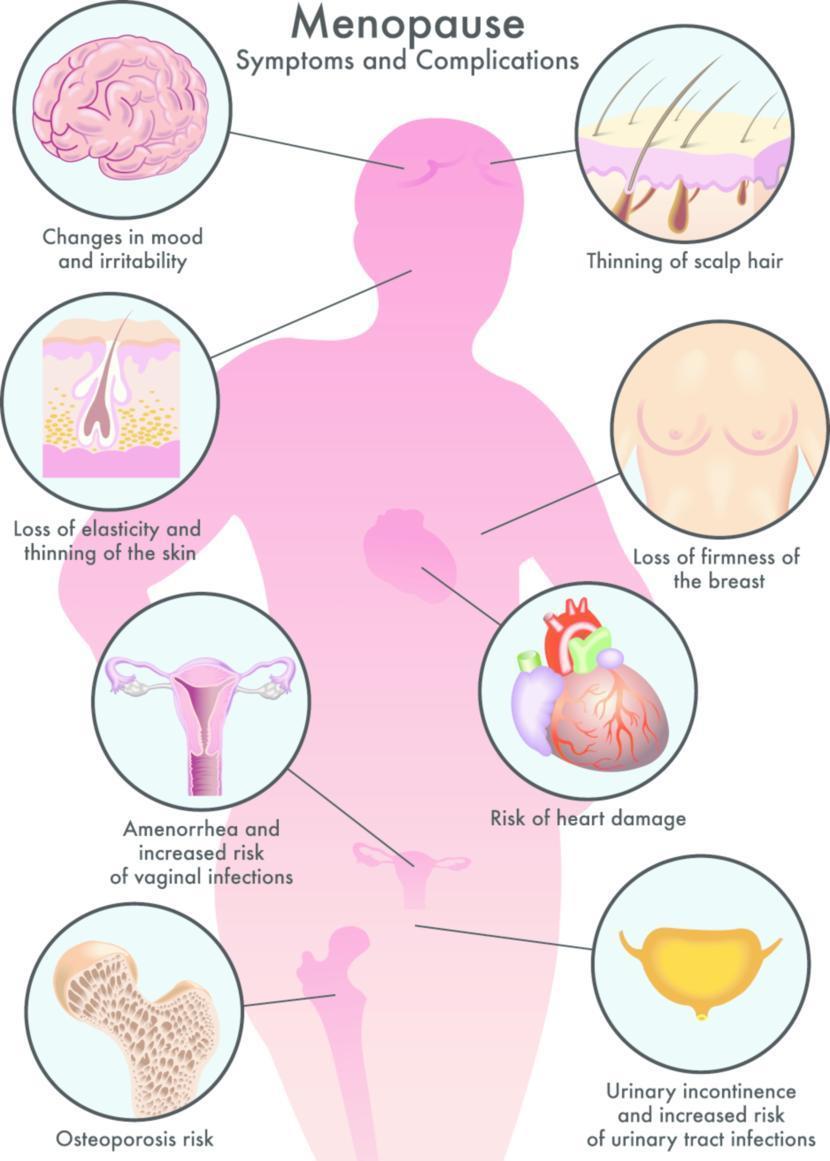 Menopause
Symptoms and Complications
Changes in mood
and irritability
Thinning of scalp hair
Loss of elasticity and
thinning of the skin
Loss of firmness of
the breast
Amenorrhea and
increased risk
of vaginal infections
Risk of heart damage
Osteoporosis risk
Urinary incontinence
and increased risk
of urinary tract infections